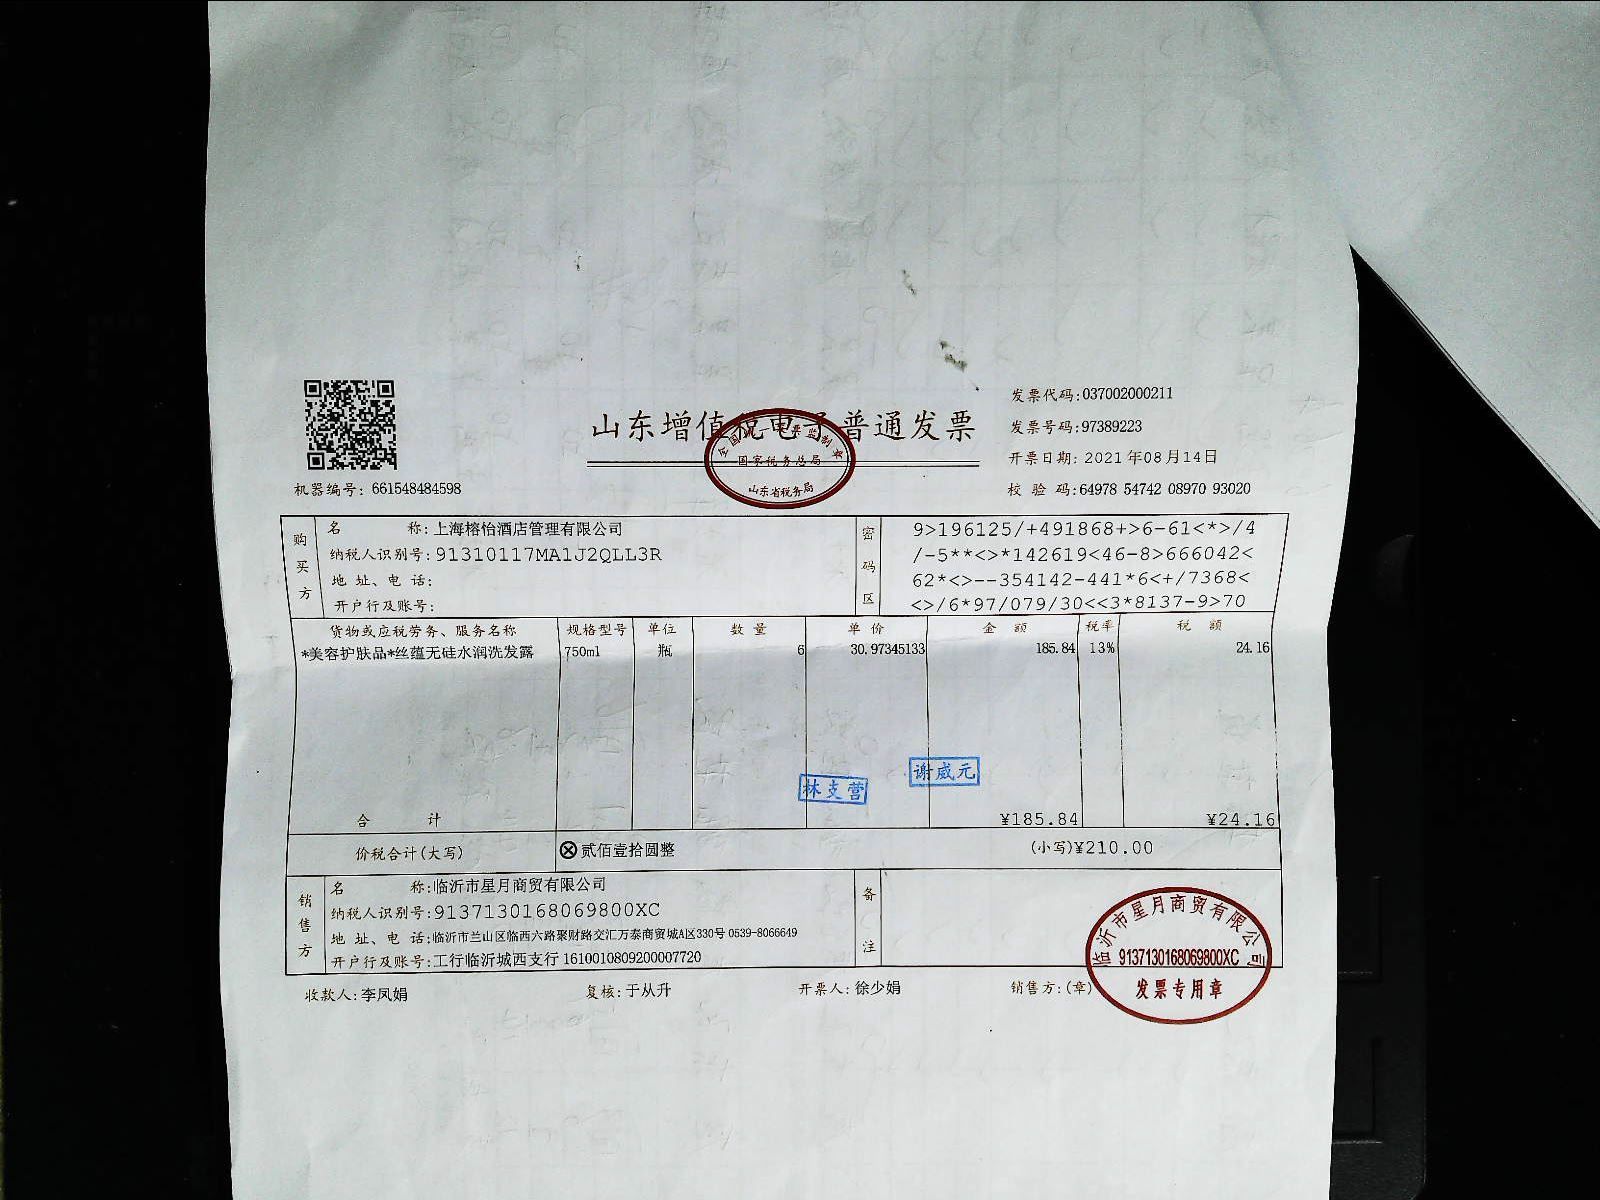 山东增值税电子普通发票
全国统一发票监制章
国家税务总局
山东省税务局
发票代码:037002000211
发票号码:97389223
开票日期: 2021年08月14日
校 验 码:64978 54742 08970 93020
机器编号: 661548484598
购买方
名 称: 上海榕怡酒店管理有限公司
纳税人识别号: 91310117MA1J2QLL3R
地 址、电 话:
开户行及账号:
密码区
9>196125/+491868+>6-61<*>/4
/-5**<>*142619<46-8>666042<
62*<>--354142-441*6<+/7368<
<>/6*97/079/30<<3*8137-9>70
货物或应税劳务、服务名称 规格型号 单位 数 量 单 价 金 额 税率 税 额
*美容护肤品*丝蕴无硅水润洗发露 750ml 瓶 6 30.97345133 185.84 13% 24.16
谢威元
林支营
合 计 ¥185.84 ¥24.16
价税合计(大写) ⊗贰佰壹拾圆整 (小写)¥210.00
销售方
名 称:临沂市星月商贸有限公司
纳税人识别号:9137130168069800XC
地 址、电 话:临沂市兰山区临西六路聚财路交汇万泰商贸城A区330号 0539-8066649
开户行及账号:工行临沂城西支行 1610010809200007720
备注
收款人: 李凤娟 复核: 于从升 开票人: 徐少娟 销售方:(章)
临沂市星月商贸有限公司
9137130168069800XC
发票专用章